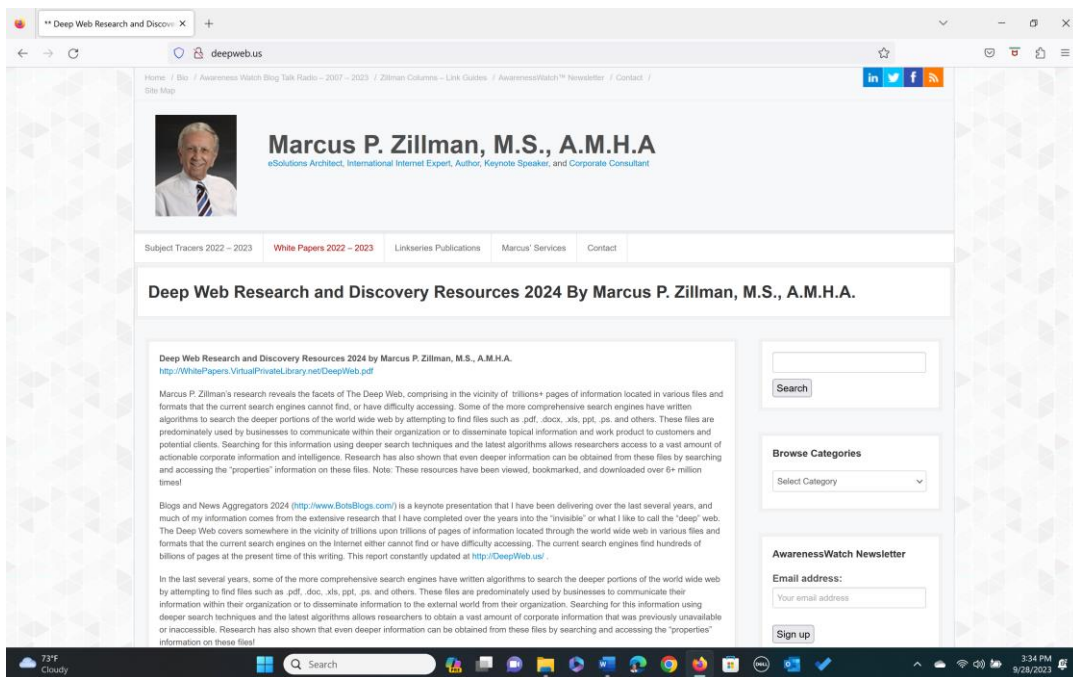 ** Deep Web Research and Discove
deepweb.us
Home / Bio / Awareness Watch Blog Talk Radio – 2007 – 2023 / Zillman Columns – Link Guides / AwarenessWatch™ Newsletter / Contact /
Site Map
in f
Marcus P. Zillman, M.S., A.M.H.A
eSolutions Architect, International Internet Expert, Author, Keynote Speaker, and Corporate Consultant
Subject Tracers 2022 – 2023 White Papers 2022 – 2023 Linkseries Publications Marcus' Services Contact
Deep Web Research and Discovery Resources 2024 By Marcus P. Zillman, M.S., A.M.H.A.
Deep Web Research and Discovery Resources 2024 by Marcus P. Zillman, M.S., A.M.H.A.
http://WhitePapers.VirtualPrivateLibrary.net/DeepWeb.pdf
Marcus P. Zillman's research reveals the facets of The Deep Web, comprising in the vicinity of trillions+ pages of information located in various files and
formats that the current search engines cannot find, or have difficulty accessing. Some of the more comprehensive search engines have written
algorithms to search the deeper portions of the world wide web by attempting to find files such as .pdf, .docx, .xls, ppt, .ps. and others. These files are
predominately used by businesses to communicate within their organization or to disseminate topical information and work product to customers and
potential clients. Searching for this information using deeper search techniques and the latest algorithms allows researchers access to a vast amount of
actionable corporate information and intelligence. Research has also shown that even deeper information can be obtained from these files by searching
and accessing the "properties" information on these files. Note: These resources have been viewed, bookmarked, and downloaded over 6+ million
times!
Blogs and News Aggregators 2024 (http://www.BotsBlogs.com/) is a keynote presentation that I have been delivering over the last several years, and
much of my information comes from the extensive research that I have completed over the years into the "invisible" or what I like to call the "deep" web.
The Deep Web covers somewhere in the vicinity of trillions upon trillions of pages of information located through the world wide web in various files and
formats that the current search engines on the Internet either cannot find or have difficulty accessing. The current search engines find hundreds of
billions of pages at the present time of this writing. This report constantly updated at http://DeepWeb.us/ .
In the last several years, some of the more comprehensive search engines have written algorithms to search the deeper portions of the world wide web
by attempting to find files such as .pdf, .doc, .xls, ppt, .ps. and others. These files are predominately used by businesses to communicate their
information within their organization or to disseminate information to the external world from their organization. Searching for this information using
deeper search techniques and the latest algorithms allows researchers to obtain a vast amount of corporate information that was previously unavailable
or inaccessible. Research has also shown that even deeper information can be obtained from these files by searching and accessing the "properties"
information on these files!
Search
Browse Categories
Select Category
AwarenessWatch Newsletter
Email address:
Your email address
Sign up
73°F
Cloudy
Search
DELL
3:34 PM
9/28/2023